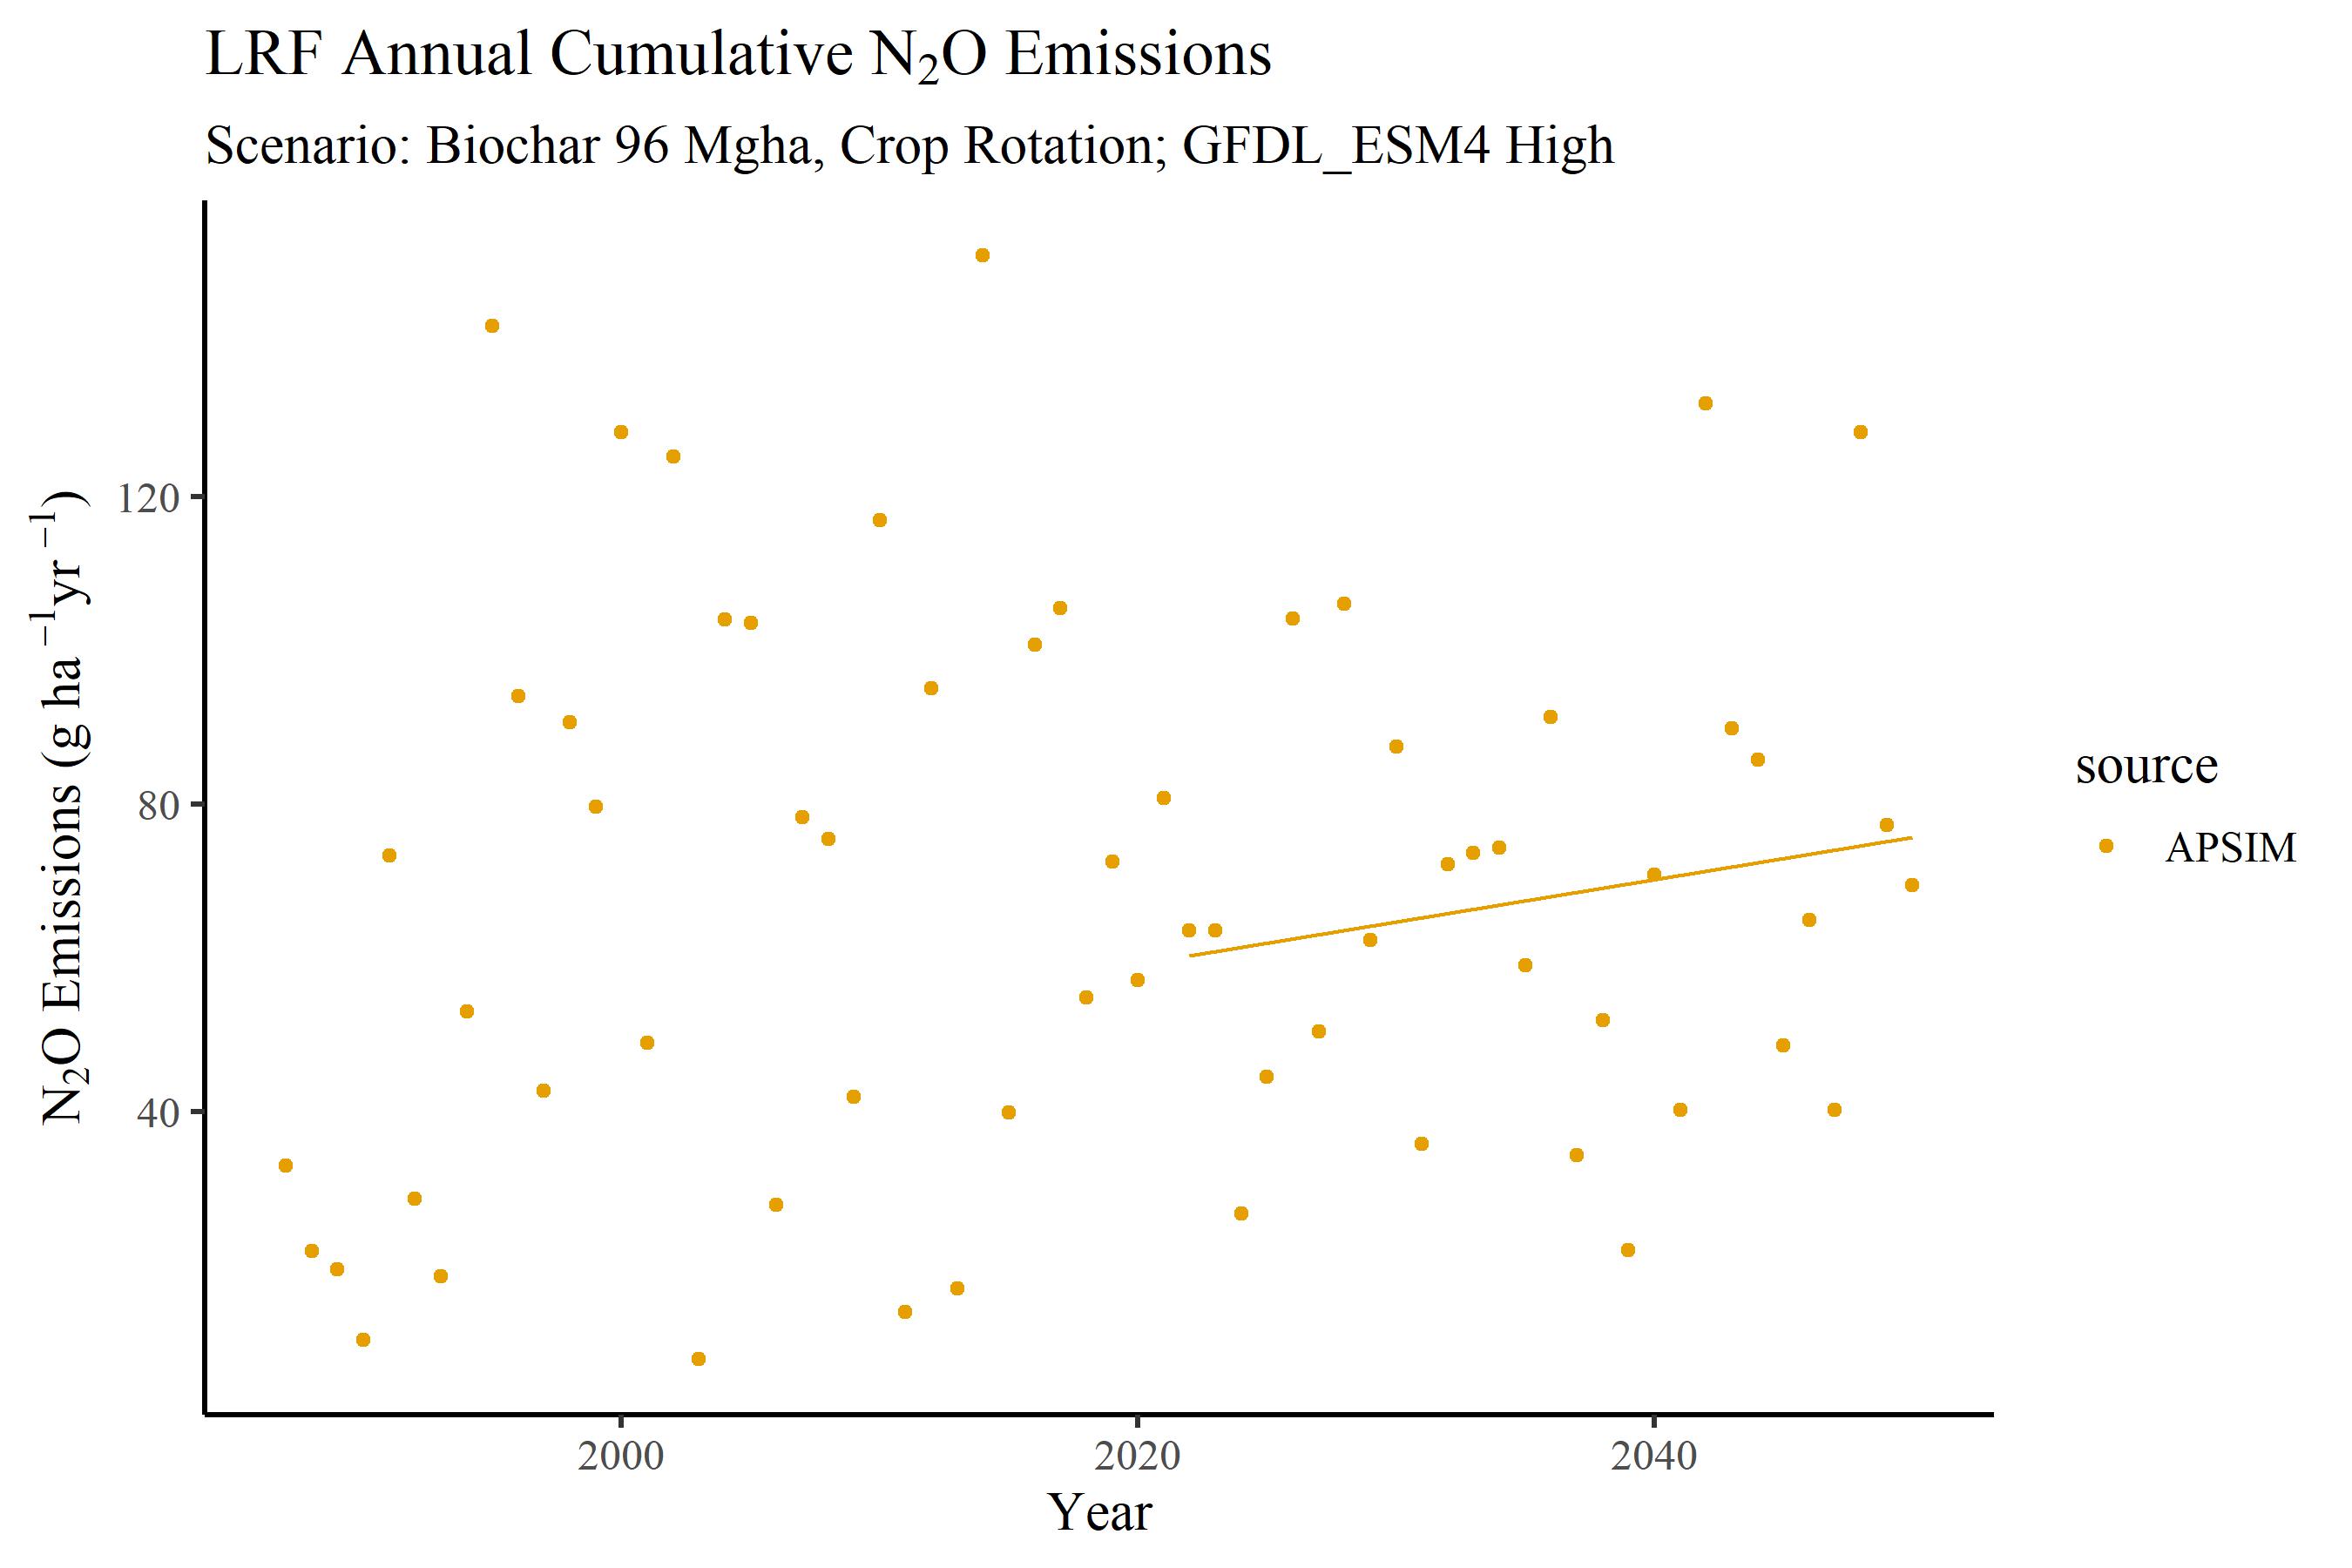 LRF Annual Cumulative N₂O Emissions
Scenario: Biochar 96 Mgha, Crop Rotation; GFDL_ESM4 High
N₂O Emissions (g ha ⁻¹yr ⁻¹)
120
80
40
2000
2020
2040
Year
source
APSIM